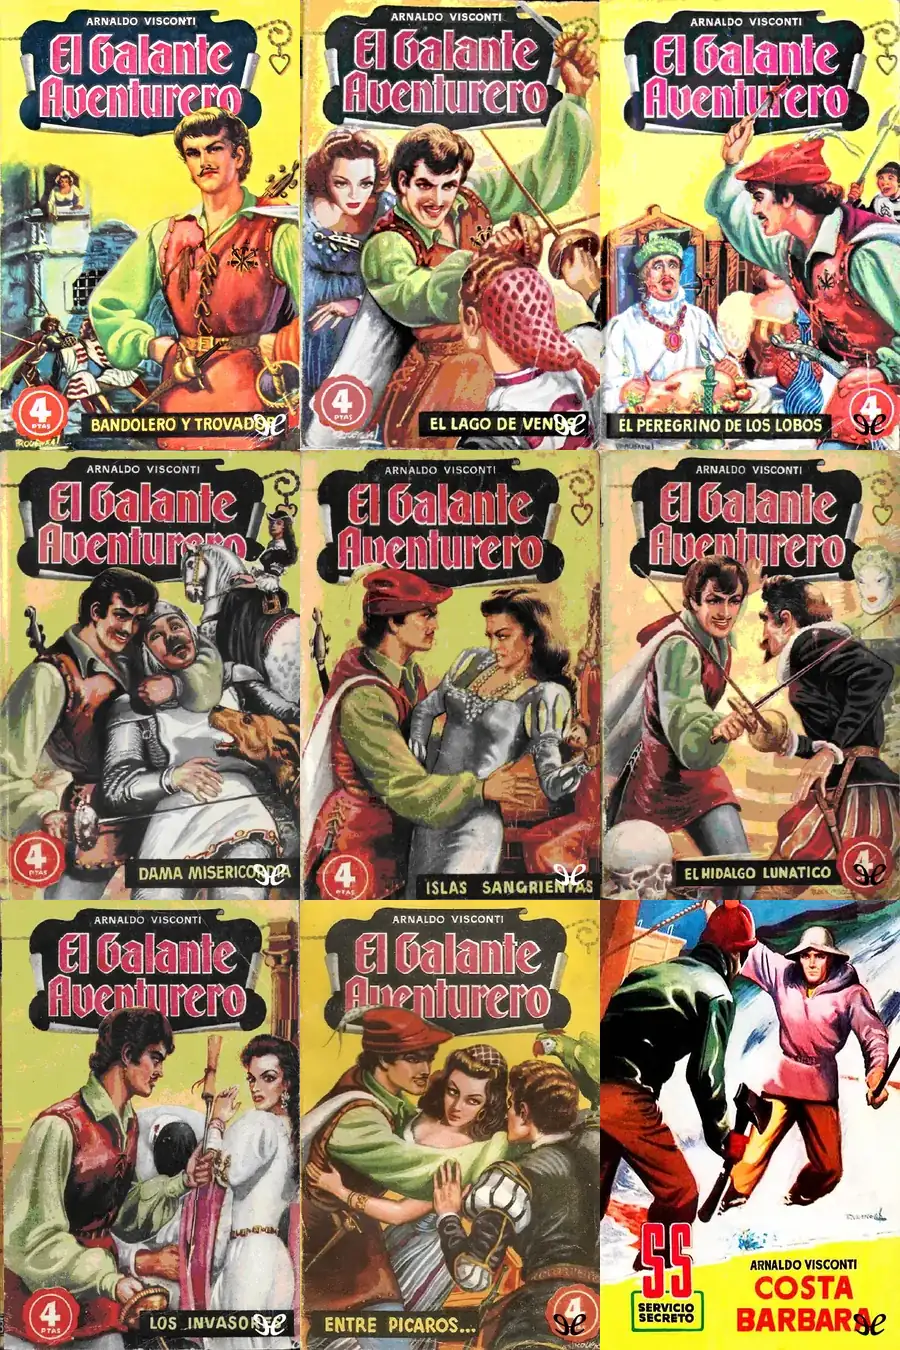 ARNALDO VISCONTI
El Galante
Aventurero
4
PTAS
BANDOLERO Y TROVADOR
ARNALDO VISCONTI
El Galante
Aventurero
4
PTAS
EL LAGO DE VENUS
ARNALDO VISCONTI
El Galante
Aventurero
EL PEREGRINO DE LOS LOBOS
4
ARNALDO VISCONTI
El Galante
Aventurero
4
PTAS
DAMA MISERICORDIA
ARNALDO VISCONTI
El Galante
Aventurero
4
PTAS
ISLAS SANGRIENTAS
ARNALDO VISCONTI
El Galante
Aventurero
EL HIDALGO LUNATICO
4
ARNALDO VISCONTI
El Galante
Aventurero
4
PTAS
LOS INVASORES
ARNALDO VISCONTI
El Galante
Aventurero
ENTRE PICAROS...
4
SS
SERVICIO
SECRETO
ARNALDO VISCONTI
COSTA
BARBARA